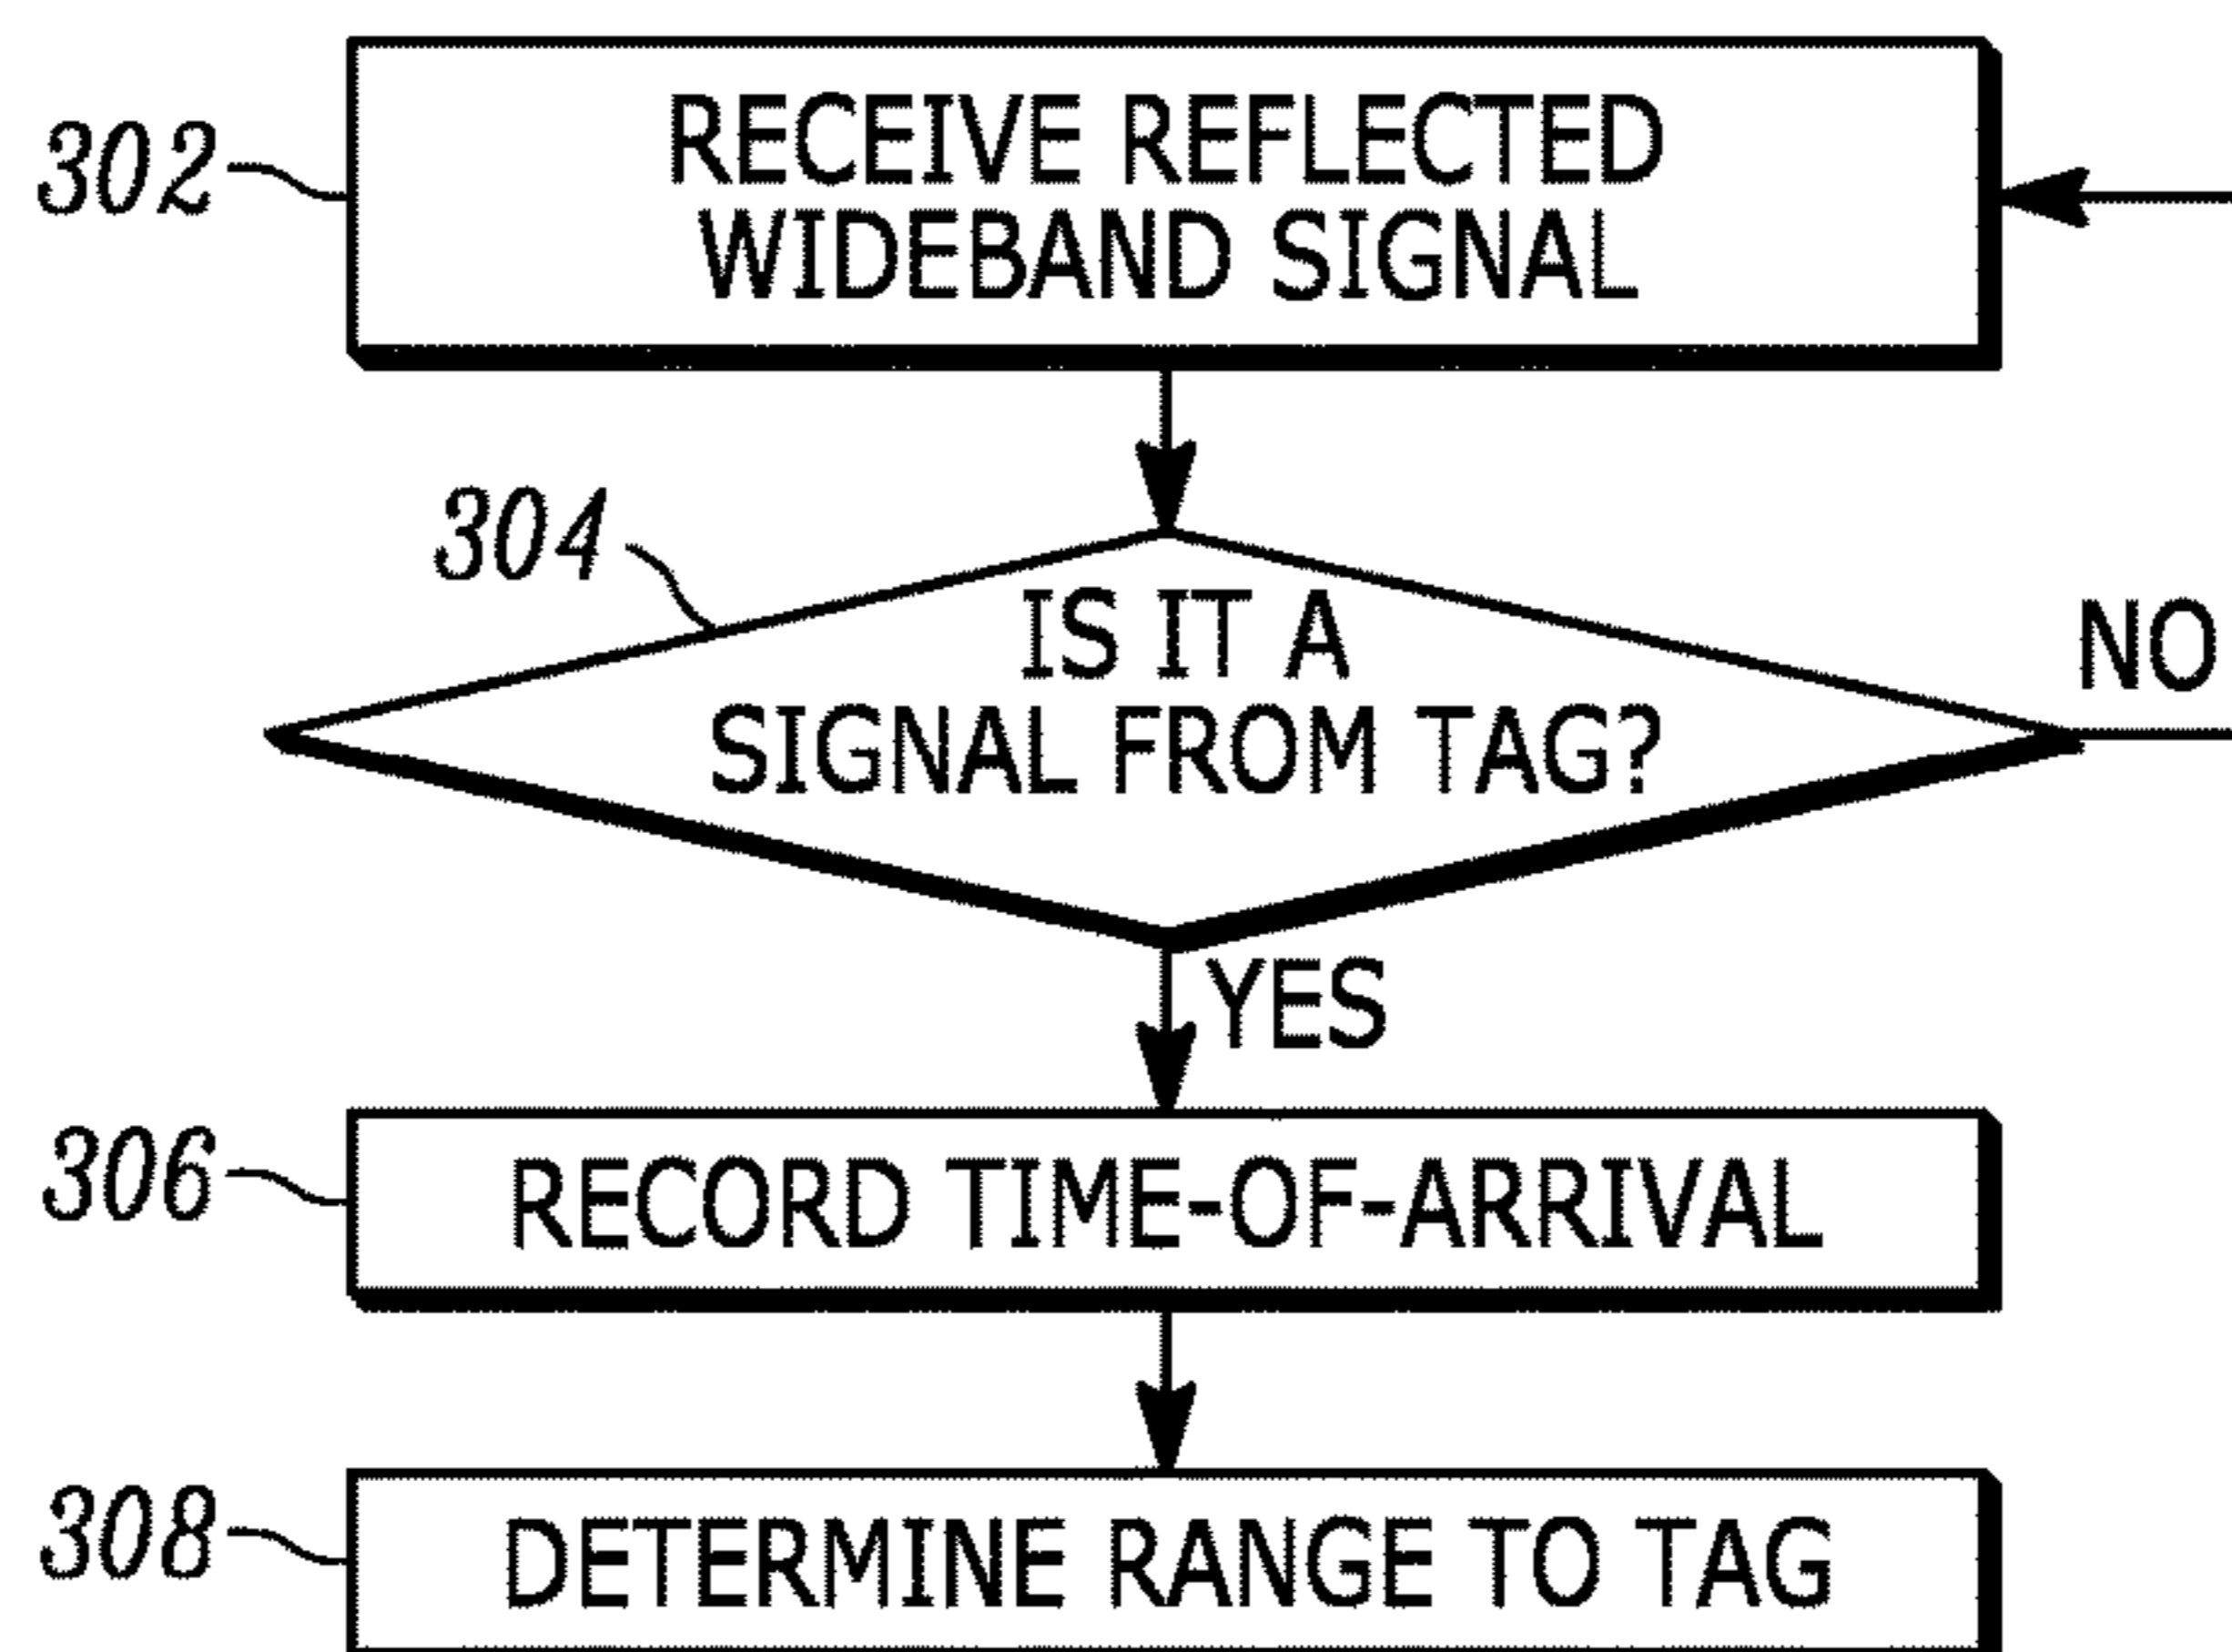 302
RECEIVE REFLECTED
WIDEBAND SIGNAL
304
IS IT A
SIGNAL FROM TAG?
NO
YES
306
RECORD TIME-OF-ARRIVAL
308
DETERMINE RANGE TO TAG